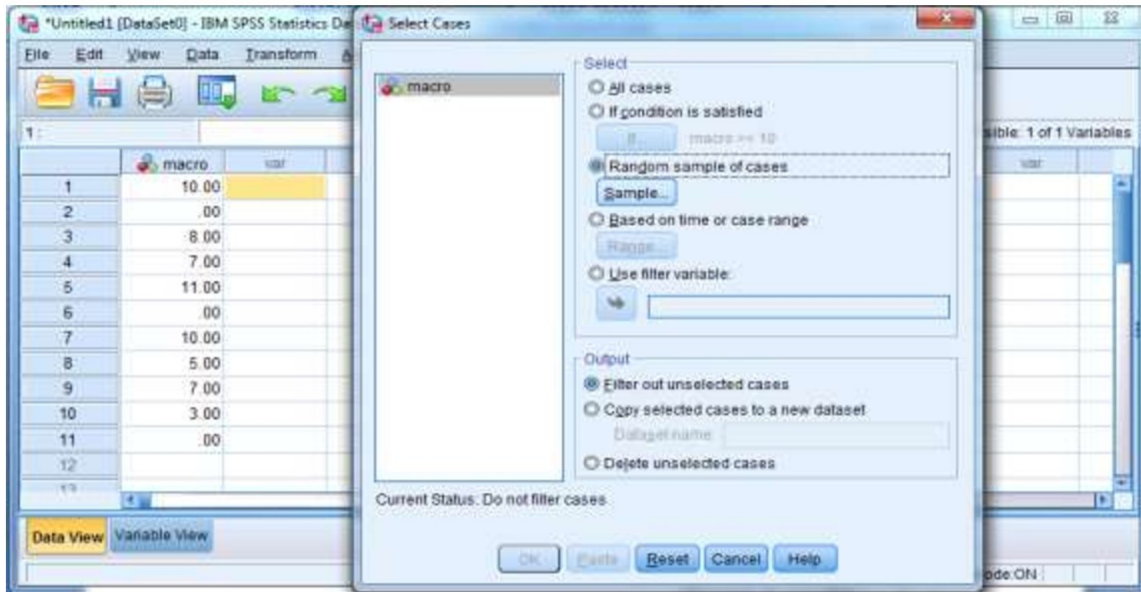 *Untitled1 [DataSet0] - IBM SPSS Statistics Da
File Edit View Data Transform A
1 :
macro var
1 10.00
2 .00
3 8.00
4 7.00
5 11.00
6 .00
7 10.00
8 5.00
9 7.00
10 3.00
11 .00
12
13
Data View Variable View
Select Cases
macro
Select
All cases
If condition is satisfied
If... macro
Random sample of cases
Sample...
Based on time or case range
Range...
Use filter variable:
Output
Filter out unselected cases
Copy selected cases to a new dataset
Dataset name:
Delete unselected cases
Current Status: Do not filter cases
OK Paste Reset Cancel Help
sible: 1 of 1 Variables
var
ode:ON